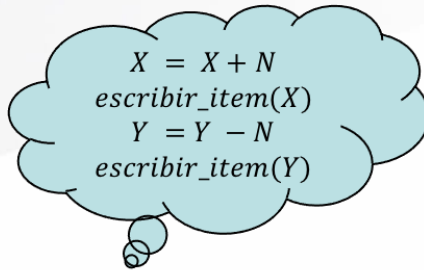 X = X + N
escribir_item(X)
Y = Y − N
escribir_item(Y)